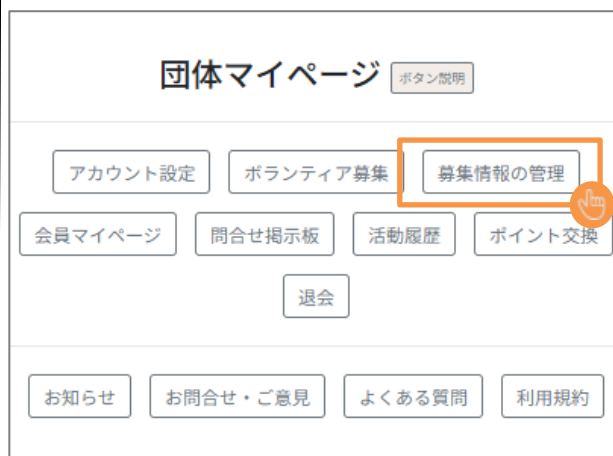 団体マイページ ボタン説明
アカウント設定 ボランティア募集 募集情報の管理
会員マイページ 問合せ掲示板 活動履歴 ポイント交換
退会
お知らせ お問合せ・ご意見 よくある質問 利用規約